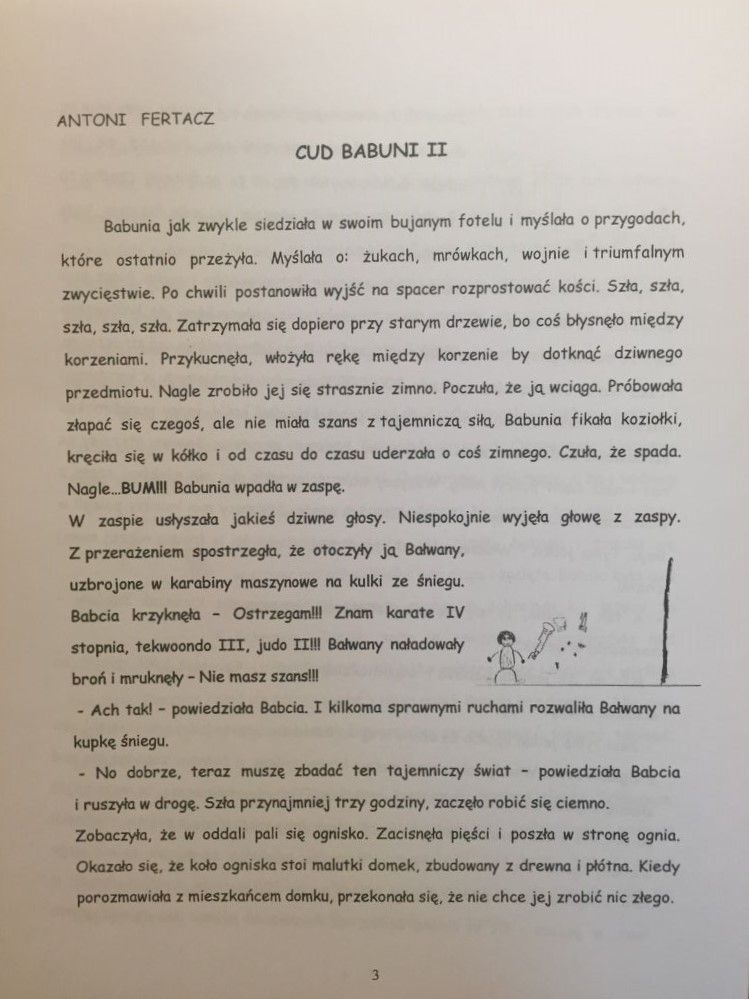 ANTONI FERTACZ
CUD BABUNI II
Babunia jak zwykle siedziała w swoim bujanym fotelu i myślała o przygodach,
które ostatnio przeżyła. Myślała o: żukach, mrówkach, wojnie i triumfalnym
zwycięstwie. Po chwili postanowiła wyjść na spacer rozprostować kości. Szła, szła,
szła, szła, szła. Zatrzymała się dopiero przy starym drzewie, bo coś błysnęło między
korzeniami. Przykucnęła, włożyła rękę między korzenie by dotknąć dziwnego
przedmiotu. Nagle zrobiło jej się strasznie zimno. Poczuła, że ją wciąga. Próbowała
złapać się czegoś, ale nie miała szans z tajemniczą siłą, Babunia fikała koziołki,
kręciła się w kółko i od czasu do czasu uderzała o coś zimnego. Czuła, że spada.
Nagle...BUM!!! Babunia wpadła w zaspę.
W zaspie usłyszała jakieś dziwne głosy. Niespokojnie wyjęła głowę z zaspy.
Z przerażeniem spostrzegła, że otoczyły ją Bałwany,
uzbrojone w karabiny maszynowe na kulki ze śniegu.
Babcia krzyknęła – Ostrzegam!!! Znam karate IV
stopnia, tekwoondo III, judo II!!! Bałwany naładowały
broń i mruknęły – Nie masz szans!!!
- Ach tak! – powiedziała Babcia. I kilkoma sprawnymi ruchami rozwaliła Bałwany na
kupkę śniegu.
- No dobrze, teraz muszę zbadać ten tajemniczy świat – powiedziała Babcia
i ruszyła w drogę. Szła przynajmniej trzy godziny, zaczęło robić się ciemno.
Zobaczyła, że w oddali pali się ognisko. Zacisnęła pięści i poszła w stronę ognia.
Okazało się, że koło ogniska stoi malutki domek, zbudowany z drewna i płótna. Kiedy
porozmawiała z mieszkańcem domku, przekonała się, że nie chce jej zrobić nic złego.
3